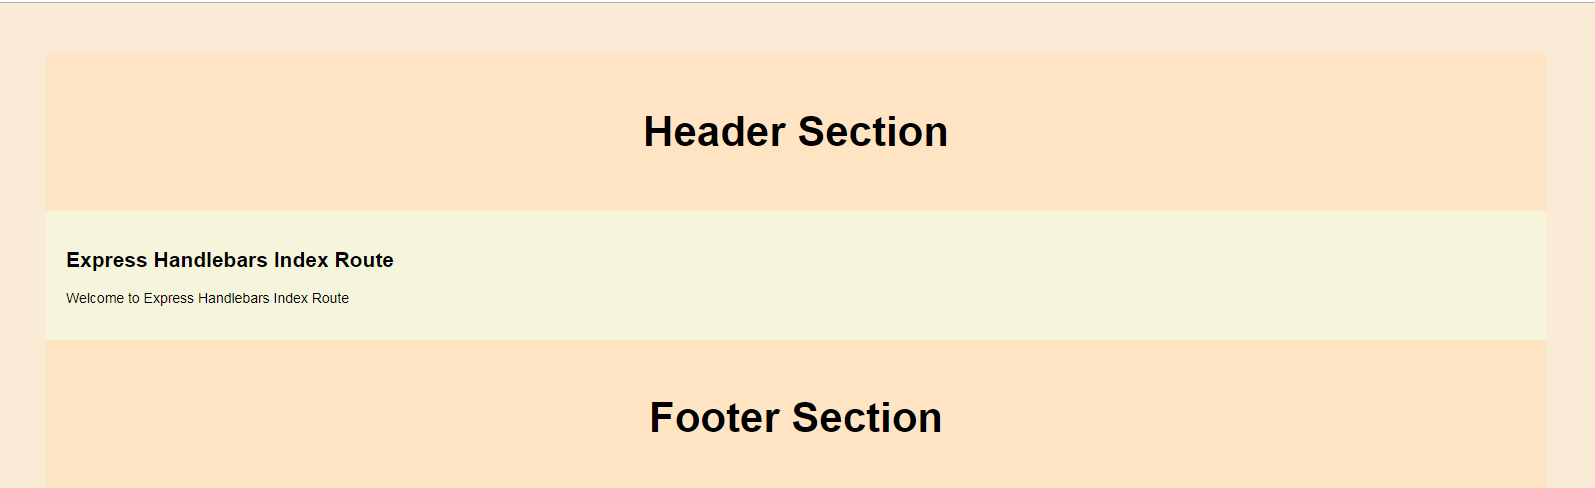 Header Section
Express Handlebars Index Route
Welcome to Express Handlebars Index Route
Footer Section